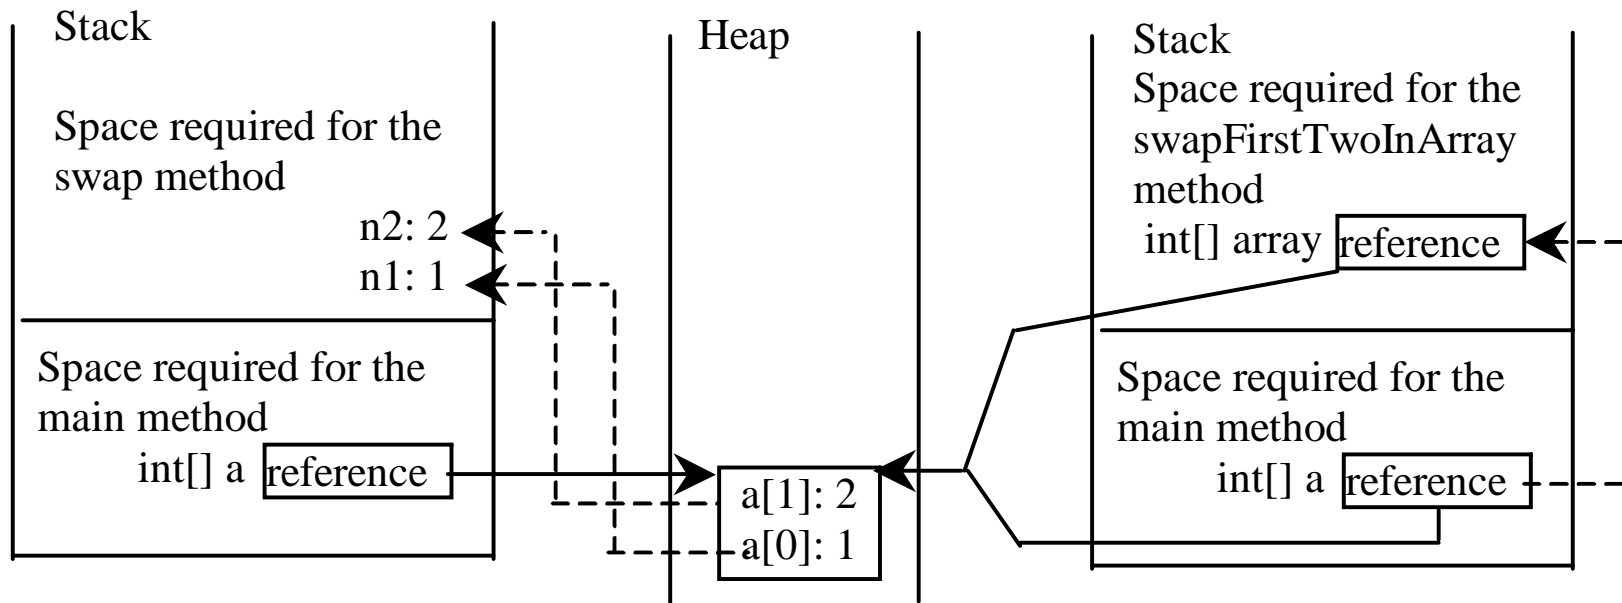 Stack
Space required for the
swap method
n2: 2
n1: 1
Space required for the
main method
int[] a reference
Heap
a[1]: 2
a[0]: 1
Stack
Space required for the
swapFirstTwoInArray
method
int[] array reference
Space required for the
main method
int[] a reference